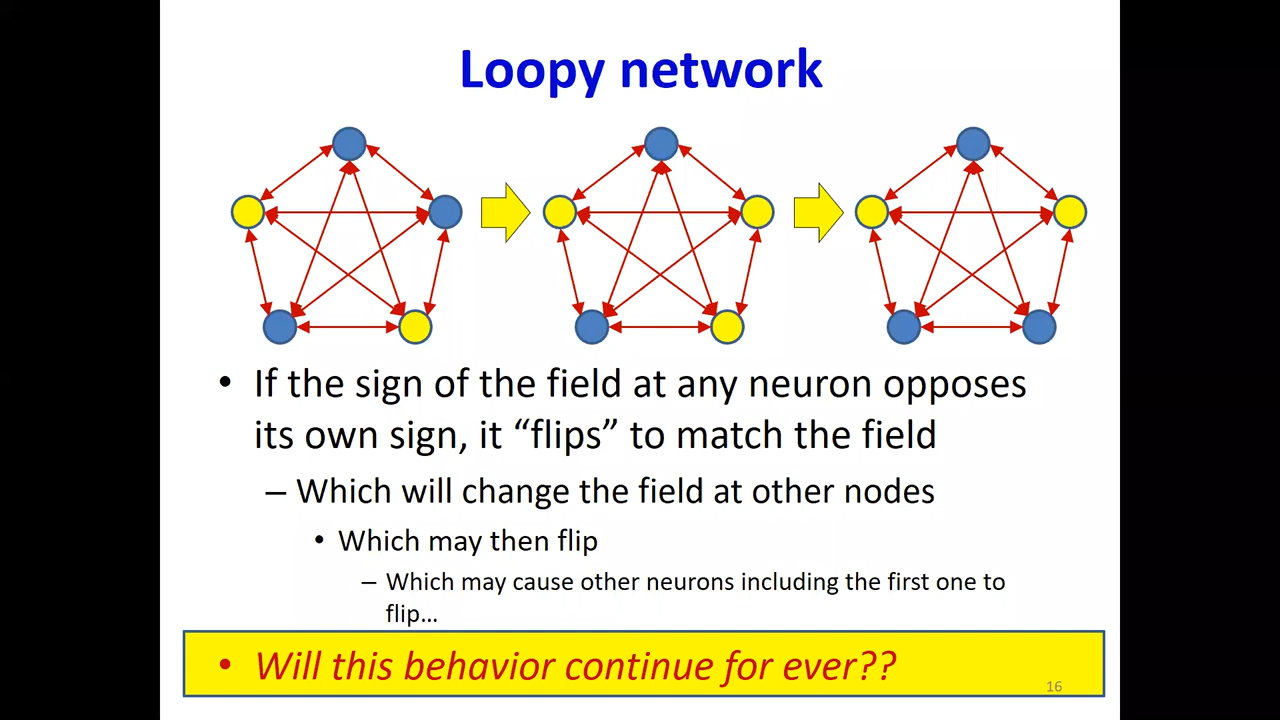 Loopy network
• If the sign of the field at any neuron opposes
its own sign, it “flips” to match the field
– Which will change the field at other nodes
• Which may then flip
– Which may cause other neurons including the first one to
flip…
• Will this behavior continue for ever??
16